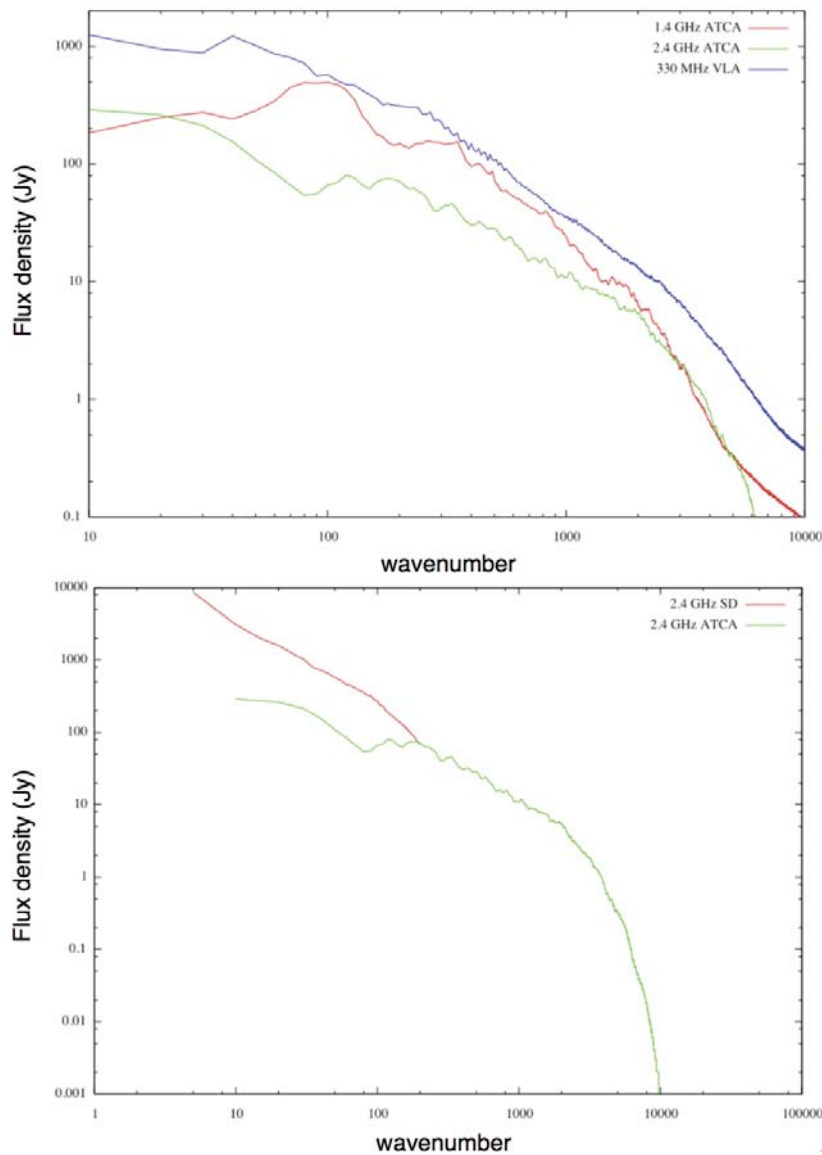 1000
100
10
1
0.1
Flux density (Jy)
1.4 GHz ATCA
2.4 GHz ATCA
330 MHz VLA
10
100
1000
10000
wavenumber
10000
1000
100
10
1
0.1
0.01
0.001
Flux density (Jy)
2.4 GHz SD
2.4 GHz ATCA
1
10
100
1000
10000
100000
wavenumber